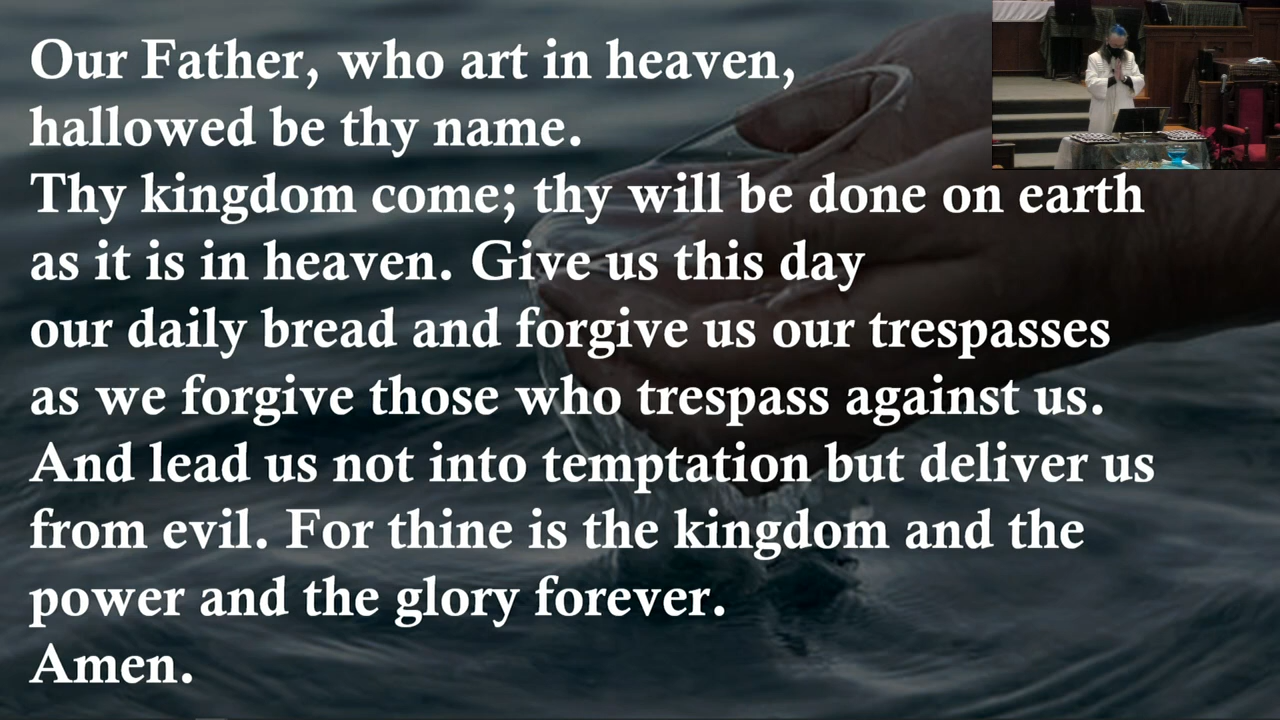 Our Father, who art in heaven,
hallowed be thy name.
Thy kingdom come; thy will be done on earth
as it is in heaven. Give us this day
our daily bread and forgive us our trespasses
as we forgive those who trespass against us.
And lead us not into temptation but deliver us
from evil. For thine is the kingdom and the
power and the glory forever.
Amen.